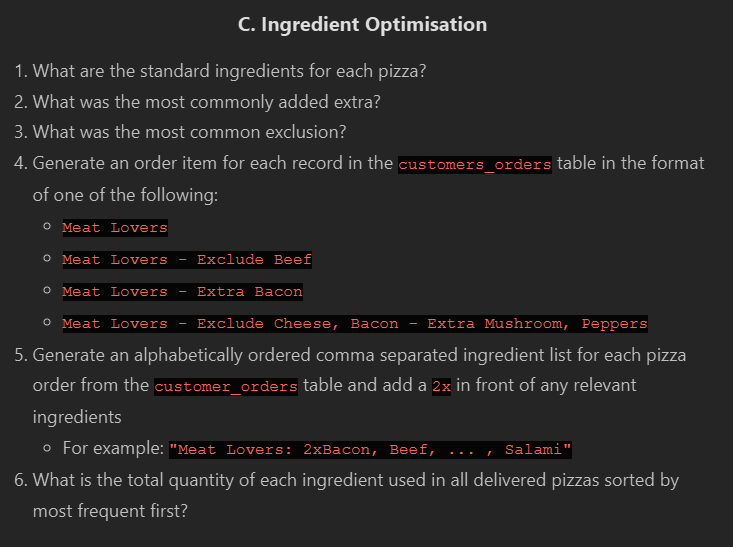 C. Ingredient Optimisation
1. What are the standard ingredients for each pizza?
2. What was the most commonly added extra?
3. What was the most common exclusion?
4. Generate an order item for each record in the customers_orders table in the format
of one of the following:
Meat Lovers
Meat Lovers - Exclude Beef
Meat Lovers - Extra Bacon
Meat Lovers - Exclude Cheese, Bacon - Extra Mushroom, Peppers
5. Generate an alphabetically ordered comma separated ingredient list for each pizza
order from the customer_orders table and add a 2x in front of any relevant
ingredients
For example: "Meat Lovers: 2xBacon, Beef, ... , Salami"
6. What is the total quantity of each ingredient used in all delivered pizzas sorted by
most frequent first?